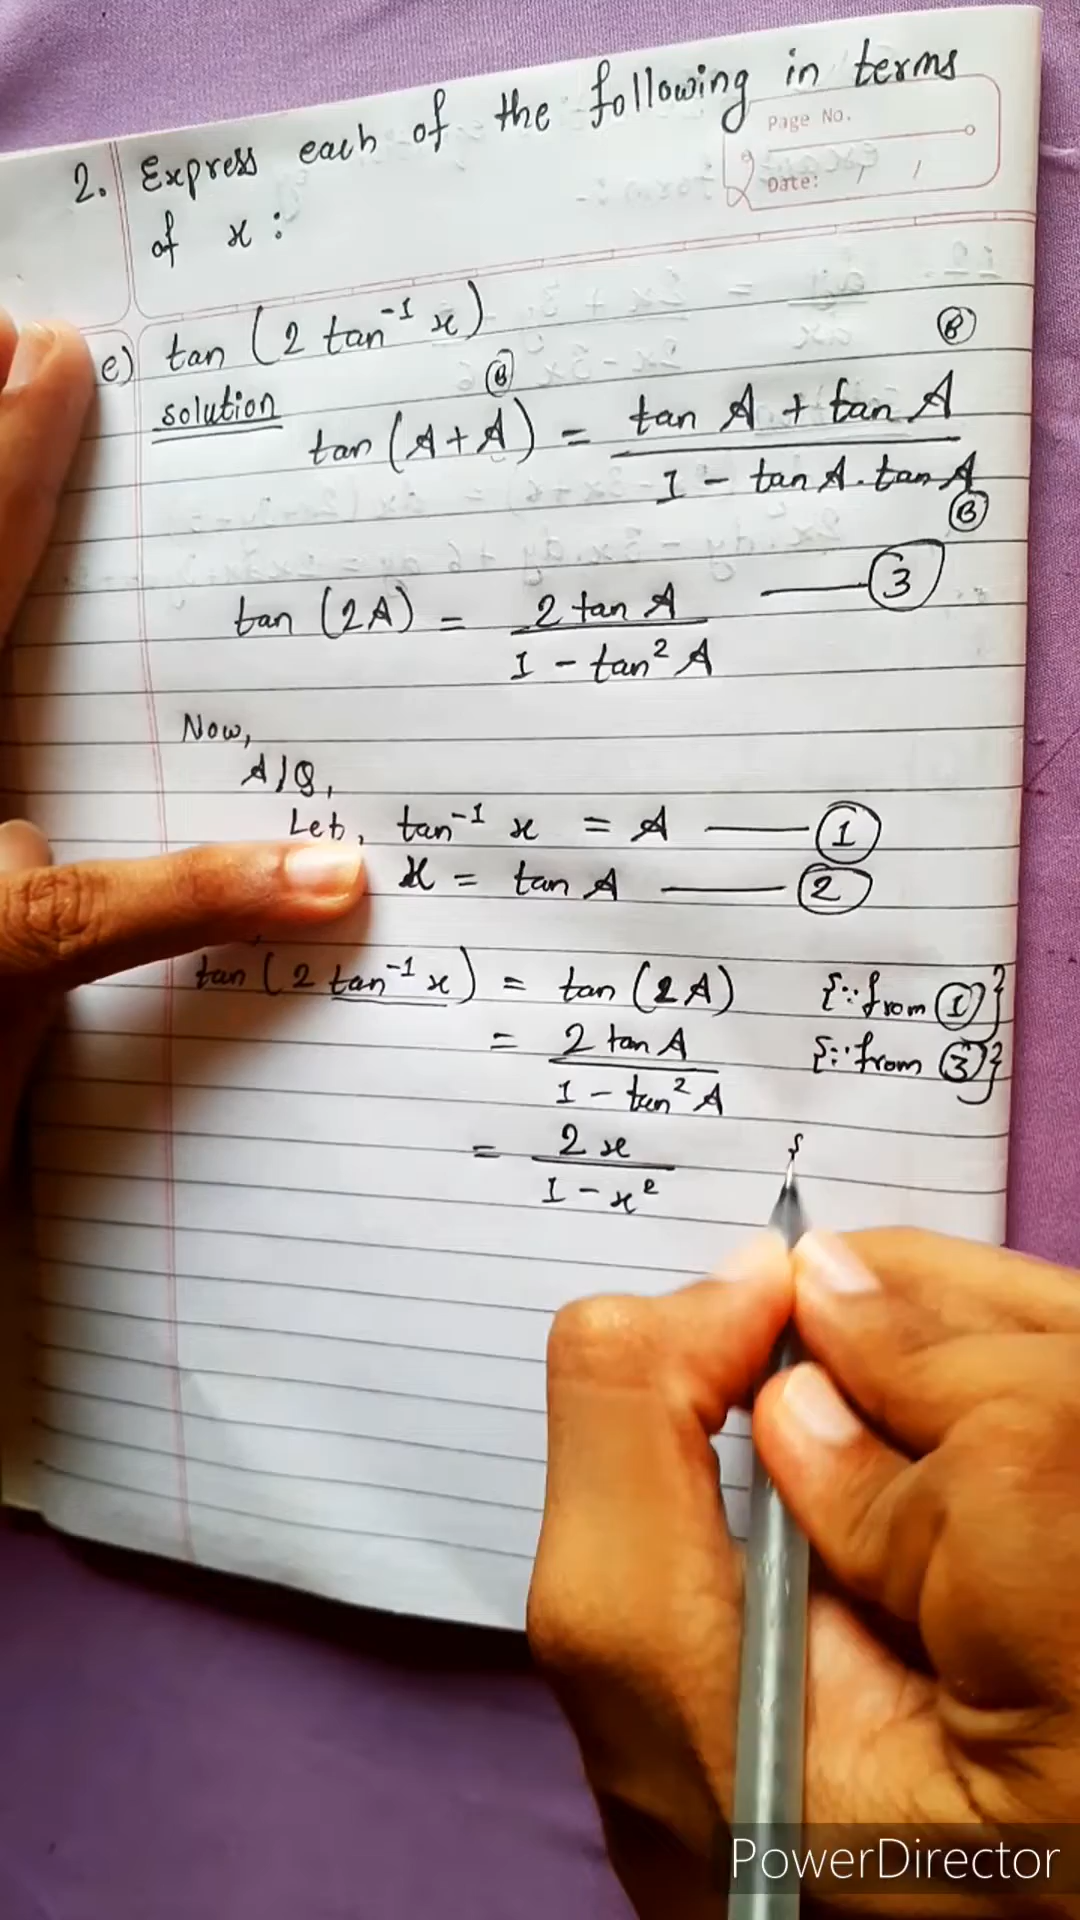 2. Express each of the following in terms
Page No.
Date: / /
of x :
e) tan (2 tan⁻¹ x)
solution
B B
tan (A + A) = tan A + tan A
1 - tan A . tan A
B
tan (2A) = 2 tan A ——— 3
1 - tan² A
Now,
A/Q,
Let, tan⁻¹ x = A ——— 1
x = tan A ——— 2
tan (2 tan⁻¹ x) = tan (2A) {∵ from 1}
= 2 tan A {∵ from 3}
1 - tan² A
= 2x {
1 - x²
PowerDirector